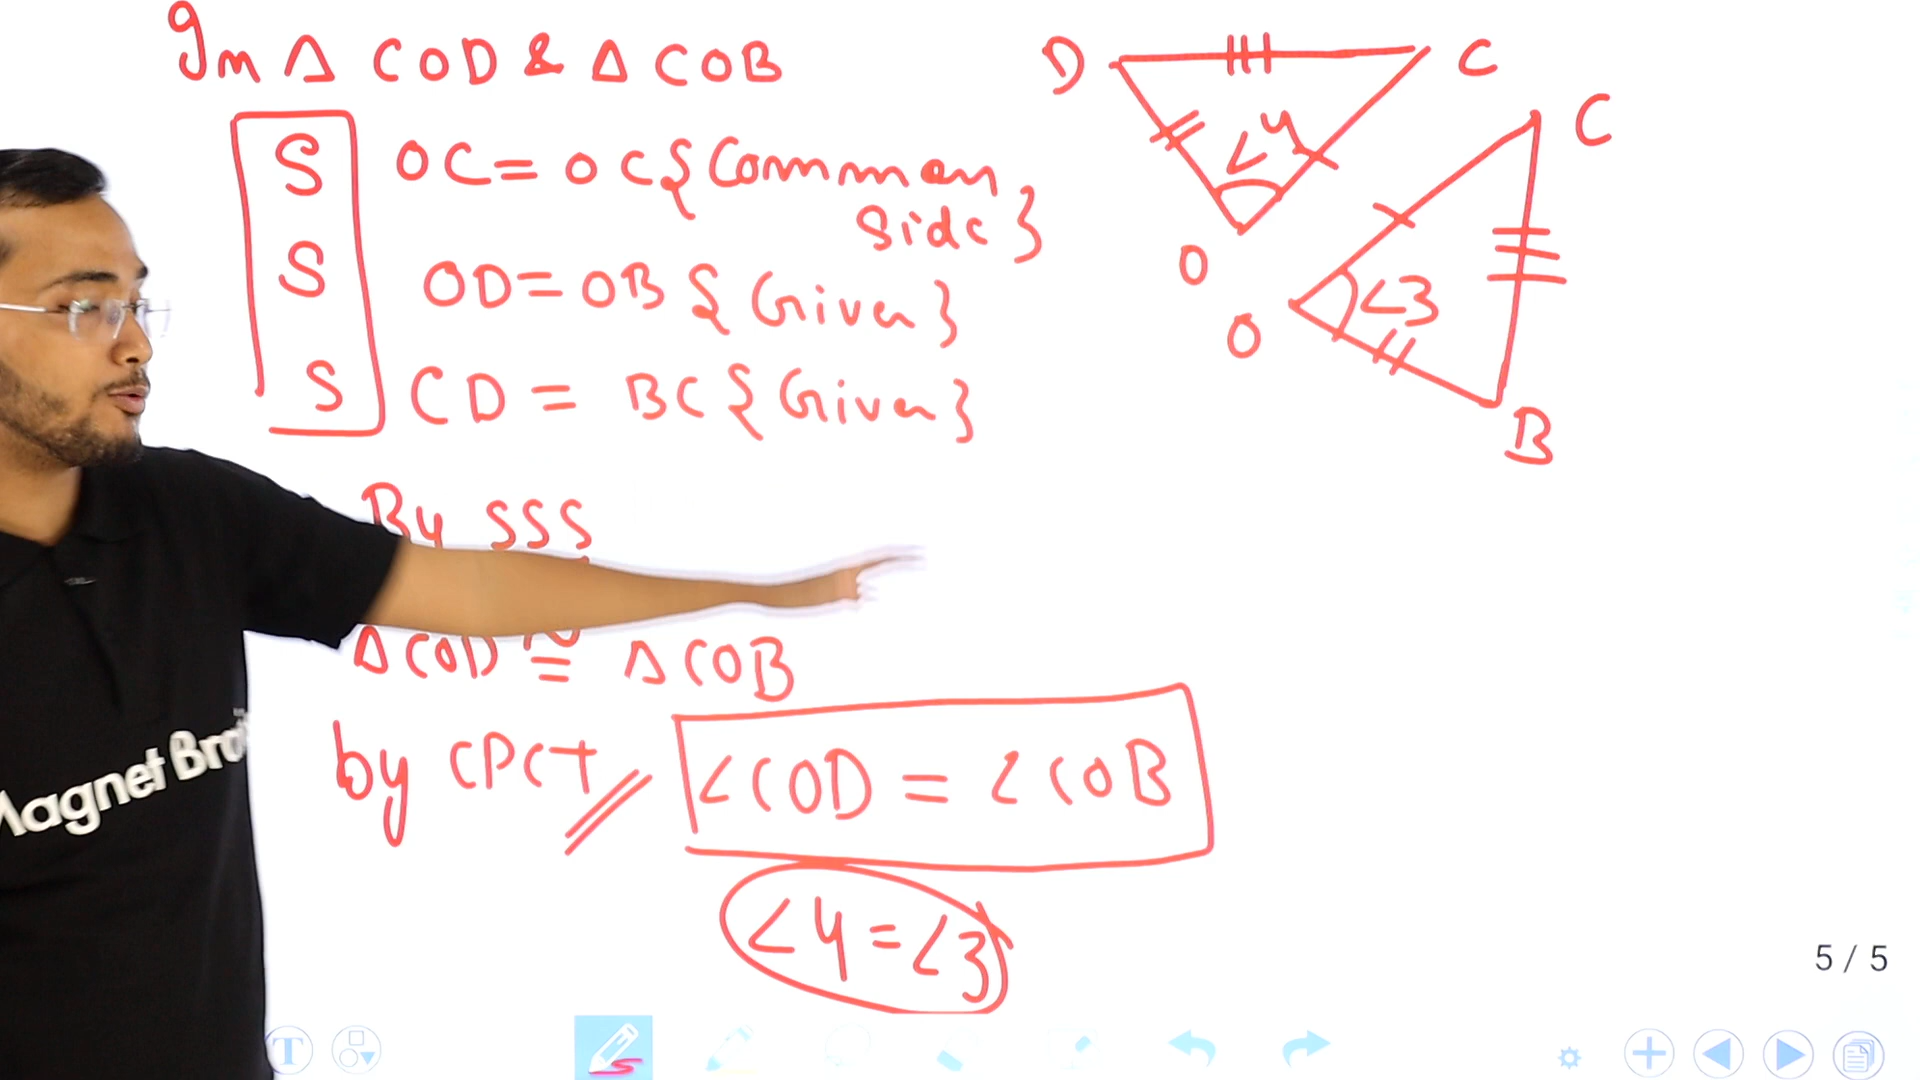 In Δ COD & Δ COB
S OC = OC {Common
side}
S OD = OB {Given}
S CD = BC {Given}
By SSS
Δ COD ≅ Δ COB
by CPCT // ∠COD = ∠COB
∠4 = ∠3
D
C
∠4
O
C
∠3
O
B
Magnet Bro
5 / 5
T